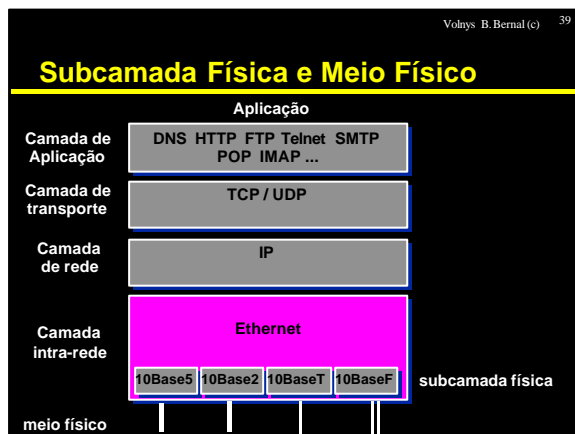 Volnys B.Bernal (c) 39
Subcamada Física e Meio Físico
Aplicação
Camada de
Aplicação
DNS HTTP FTP Telnet SMTP
POP IMAP ...
Camada de
transporte
TCP / UDP
Camada
de rede
IP
Camada
intra-rede
Ethernet
10Base5 10Base2 10BaseT 10BaseF
subcamada física
meio físico